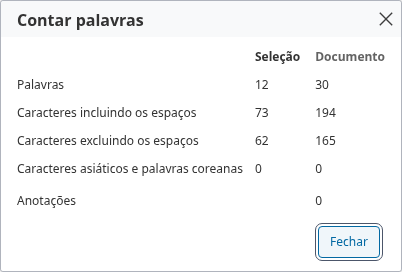 Contar palavras
Seleção Documento
Palavras 12 30
Caracteres incluindo os espaços 73 194
Caracteres excluindo os espaços 62 165
Caracteres asiáticos e palavras coreanas 0 0
Anotações 0
Fechar